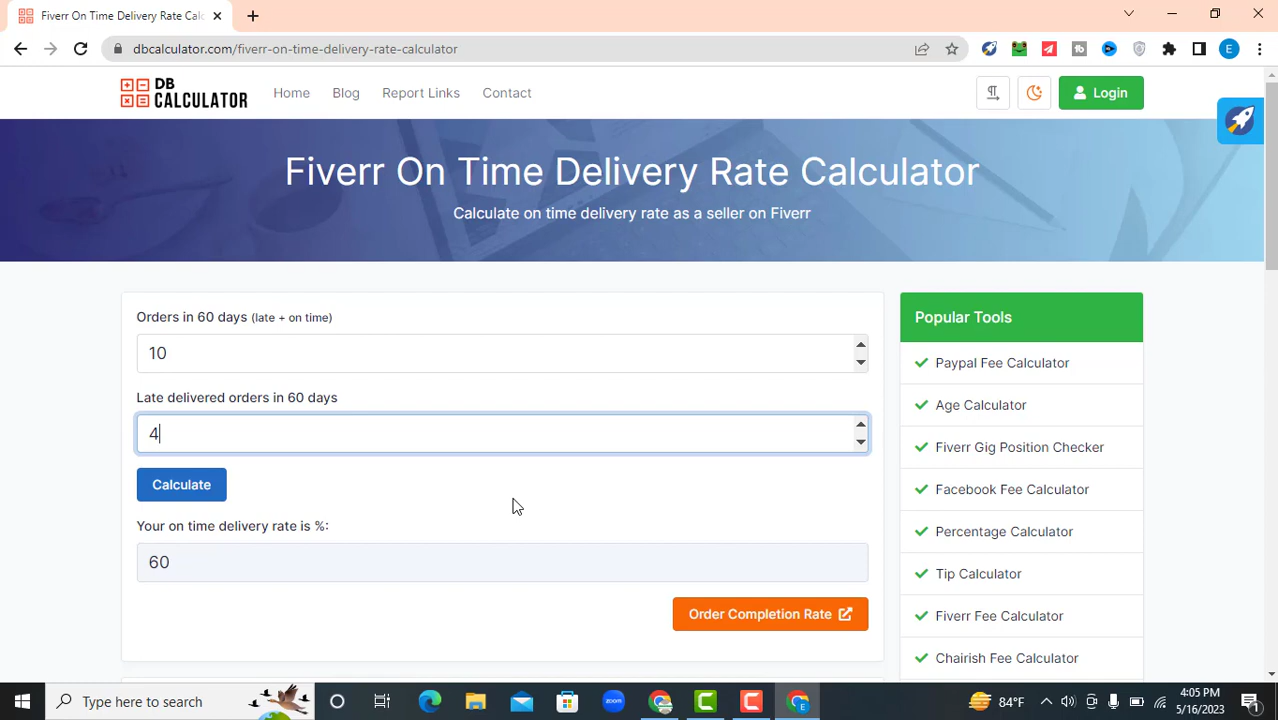 Fiverr On Time Delivery Rate Calc
dbcalculator.com/fiverr-on-time-delivery-rate-calculator
E
DB
CALCULATOR
Home
Blog
Report Links
Contact
Login
Fiverr On Time Delivery Rate Calculator
Calculate on time delivery rate as a seller on Fiverr
Orders in 60 days (late + on time)
10
Late delivered orders in 60 days
4
Calculate
Your on time delivery rate is %:
60
Order Completion Rate
Popular Tools
Paypal Fee Calculator
Age Calculator
Fiverr Gig Position Checker
Facebook Fee Calculator
Percentage Calculator
Tip Calculator
Fiverr Fee Calculator
Chairish Fee Calculator
Type here to search
zoom
E
84°F
4:05 PM
5/16/2023
1